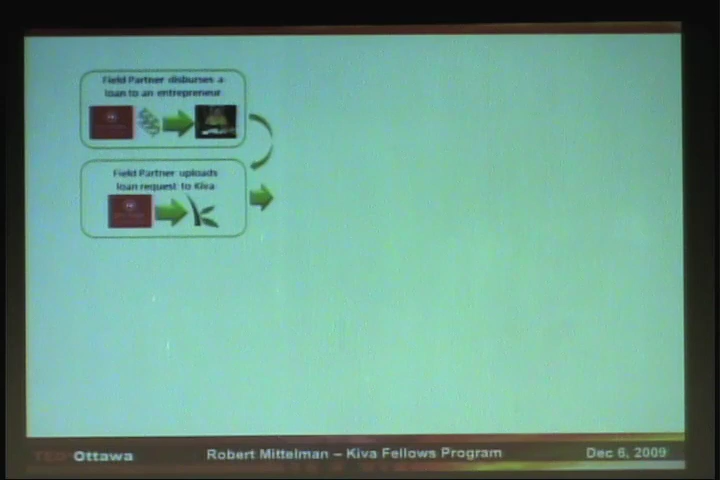 Field Partner disburses a
loan to an entrepreneur
Field Partner uploads
loan request to Kiva
TEDxOttawa
Robert Mittelman – Kiva Fellows Program
Dec 6, 2009